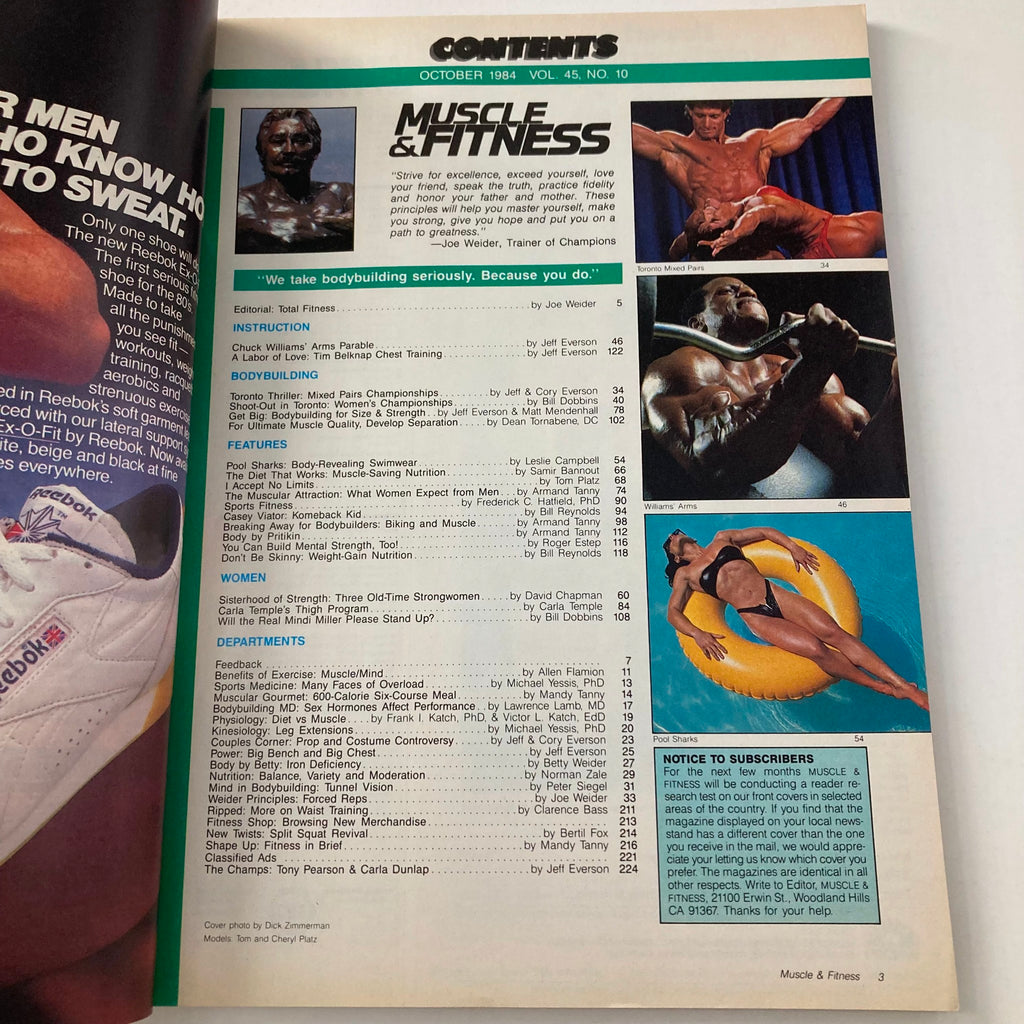 R MEN
HO KNOW HO
TO SWEAT.
Only one shoe will
The new Reebok Ex-O
The first serious
shoe for the 80s.
Made to take
all the punishme
you see fit—
workouts, weig
training, racque
aerobics and
strenuous exercise
ed in Reebok's soft garment
rced with our lateral support
Ex-O-Fit by Reebok. Now
ite, beige and black at fine
es everywhere.
Reebok
eebok
CONTENTS
OCTOBER 1984 VOL. 45, NO. 10
MUSCLE
&FITNESS
"Strive for excellence, exceed yourself, love
your friend, speak the truth, practice fidelity
and honor your father and mother. These
principles will help you master yourself, make
you strong, give you hope and put you on a
path to greatness."
—Joe Weider, Trainer of Champions
"We take bodybuilding seriously. Because you do."
Editorial: Total Fitness . . . . . by Joe Weider 5
INSTRUCTION
Chuck Williams' Arms Parable . . . . . by Jeff Everson 46
A Labor of Love: Tim Belknap Chest Training . . . . . by Jeff Everson 122
BODYBUILDING
Toronto Thriller: Mixed Pairs Championships . . . . . by Jeff & Cory Everson 34
Shoot-Out in Toronto: Women's Championships . . . . . by Bill Dobbins 40
Get Big: Bodybuilding for Size & Strength . . by Jeff Everson & Matt Mendenhall 78
For Ultimate Muscle Quality, Develop Separation . . . . . by Dean Tornabene, DC 102
FEATURES
Pool Sharks: Body-Revealing Swimwear . . . . . by Leslie Campbell 54
The Diet That Works: Muscle-Saving Nutrition . . . . . by Samir Bannout 66
I Accept No Limits . . . . . by Tom Platz 68
The Muscular Attraction: What Women Expect from Men . . . by Armand Tanny 74
Sports Fitness . . . . . by Frederick C. Hatfield, PhD 90
Casey Viator: Komeback Kid . . . . . by Bill Reynolds 94
Breaking Away for Bodybuilders: Biking and Muscle . . . . . by Armand Tanny 98
Body by Pritikin . . . . . by Armand Tanny 112
You Can Build Mental Strength, Too! . . . . . by Roger Estep 116
Don't Be Skinny: Weight-Gain Nutrition . . . . . by Bill Reynolds 118
WOMEN
Sisterhood of Strength: Three Old-Time Strongwomen . . . . . by David Chapman 60
Carla Temple's Thigh Program . . . . . by Carla Temple 84
Will the Real Mindi Miller Please Stand Up? . . . . . by Bill Dobbins 108
DEPARTMENTS
Feedback . . . . . 7
Benefits of Exercise: Muscle/Mind . . . . . by Allen Flamion 11
Sports Medicine: Many Faces of Overload . . . . . by Michael Yessis, PhD 13
Muscular Gourmet: 600-Calorie Six-Course Meal . . . . . by Mandy Tanny 14
Bodybuilding MD: Sex Hormones Affect Performance . . by Lawrence Lamb, MD 17
Physiology: Diet vs Muscle . . . . by Frank I. Katch, PhD, & Victor L. Katch, EdD 19
Kinesiology: Leg Extensions . . . . . by Michael Yessis, PhD 20
Couples Corner: Prop and Costume Controversy . . . . . by Jeff & Cory Everson 23
Power: Big Bench and Big Chest . . . . . by Jeff Everson 25
Body by Betty: Iron Deficiency . . . . . by Betty Weider 27
Nutrition: Balance, Variety and Moderation . . . . . by Norman Zale 29
Mind in Bodybuilding: Tunnel Vision . . . . . by Peter Siegel 31
Weider Principles: Forced Reps . . . . . by Joe Weider 33
Ripped: More on Waist Training . . . . . by Clarence Bass 211
Fitness Shop: Browsing New Merchandise . . . . . 213
New Twists: Split Squat Revival . . . . . by Bertil Fox 214
Shape Up: Fitness in Brief . . . . . by Mandy Tanny 216
Classified Ads . . . . . 221
The Champs: Tony Pearson & Carla Dunlap . . . . . by Jeff Everson 224
Cover photo by Dick Zimmerman
Models: Tom and Cheryl Platz
Toronto Mixed Pairs 34
Williams' Arms 46
Pool Sharks 54
NOTICE TO SUBSCRIBERS
For the next few months MUSCLE &
FITNESS will be conducting a reader re-
search test on our front covers in selected
areas of the country. If you find that the
magazine displayed on your local news-
stand has a different cover than the one
you receive in the mail, we would appre-
ciate your letting us know which cover you
prefer. The magazines are identical in all
other respects. Write to Editor, MUSCLE &
FITNESS, 21100 Erwin St., Woodland Hills
CA 91367. Thanks for your help.
Muscle & Fitness 3